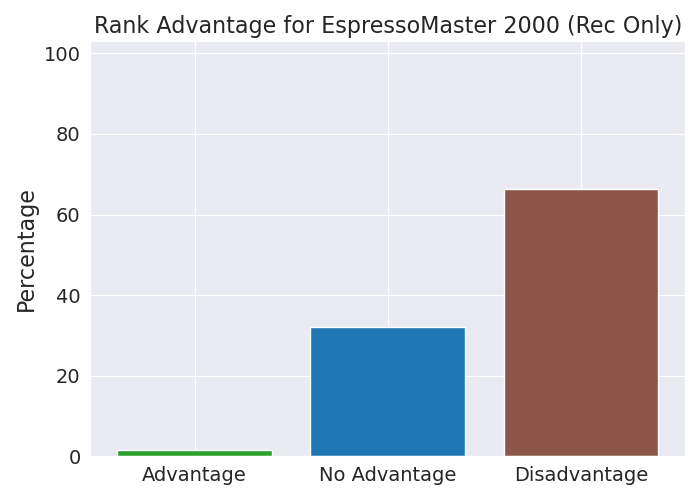 Rank Advantage for EspressoMaster 2000 (Rec Only)
Percentage
100
80
60
40
20
0
Advantage
No Advantage
Disadvantage